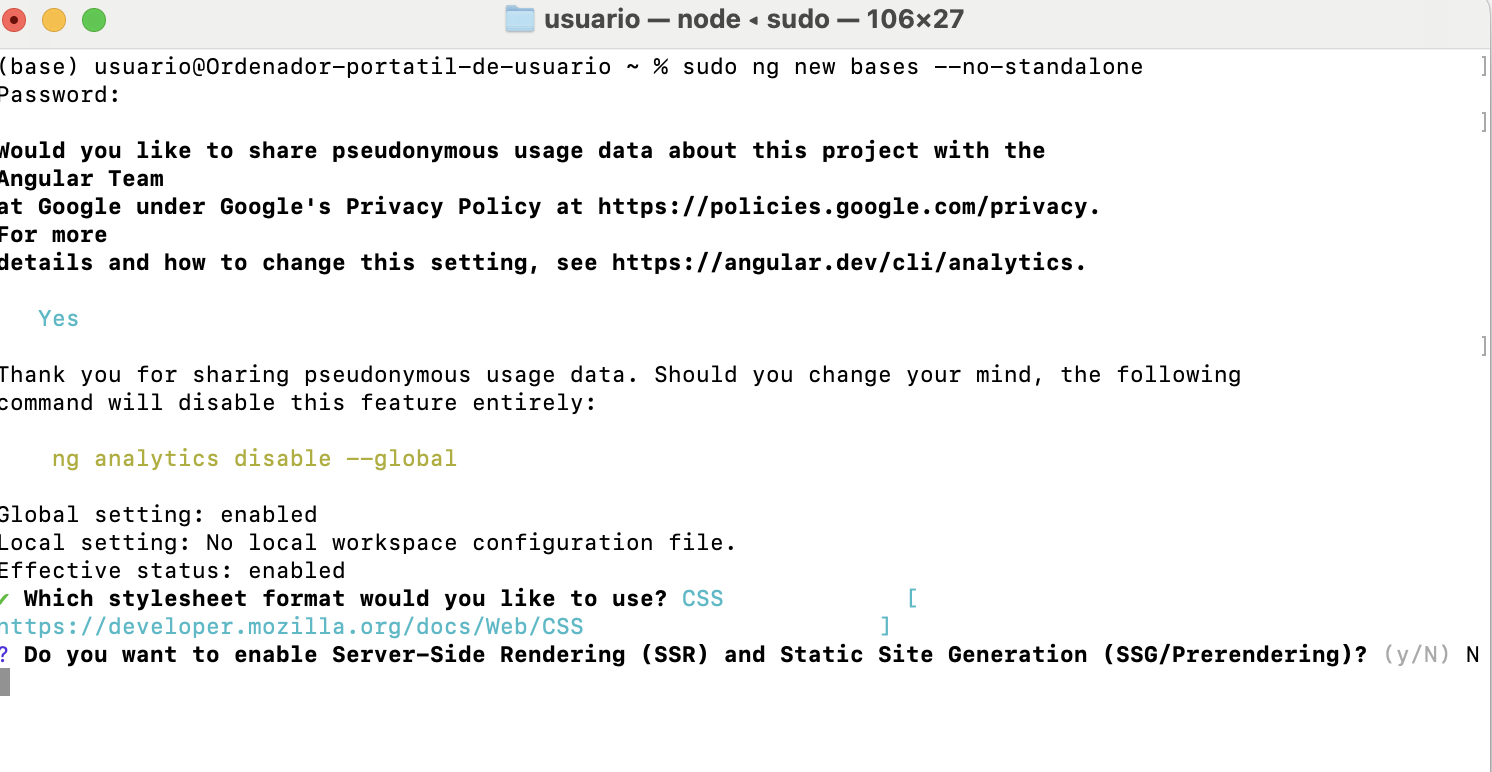 usuario — node ◂ sudo — 106×27
(base) usuario@Ordenador-portatil-de-usuario ~ % sudo ng new bases --no-standalone ]
Password:
]
Would you like to share pseudonymous usage data about this project with the
Angular Team
at Google under Google's Privacy Policy at https://policies.google.com/privacy.
For more
details and how to change this setting, see https://angular.dev/cli/analytics.
Yes
]
Thank you for sharing pseudonymous usage data. Should you change your mind, the following
command will disable this feature entirely:
ng analytics disable --global
Global setting: enabled
Local setting: No local workspace configuration file.
Effective status: enabled
✔ Which stylesheet format would you like to use? CSS [
https://developer.mozilla.org/docs/Web/CSS ]
? Do you want to enable Server-Side Rendering (SSR) and Static Site Generation (SSG/Prerendering)? (y/N) N